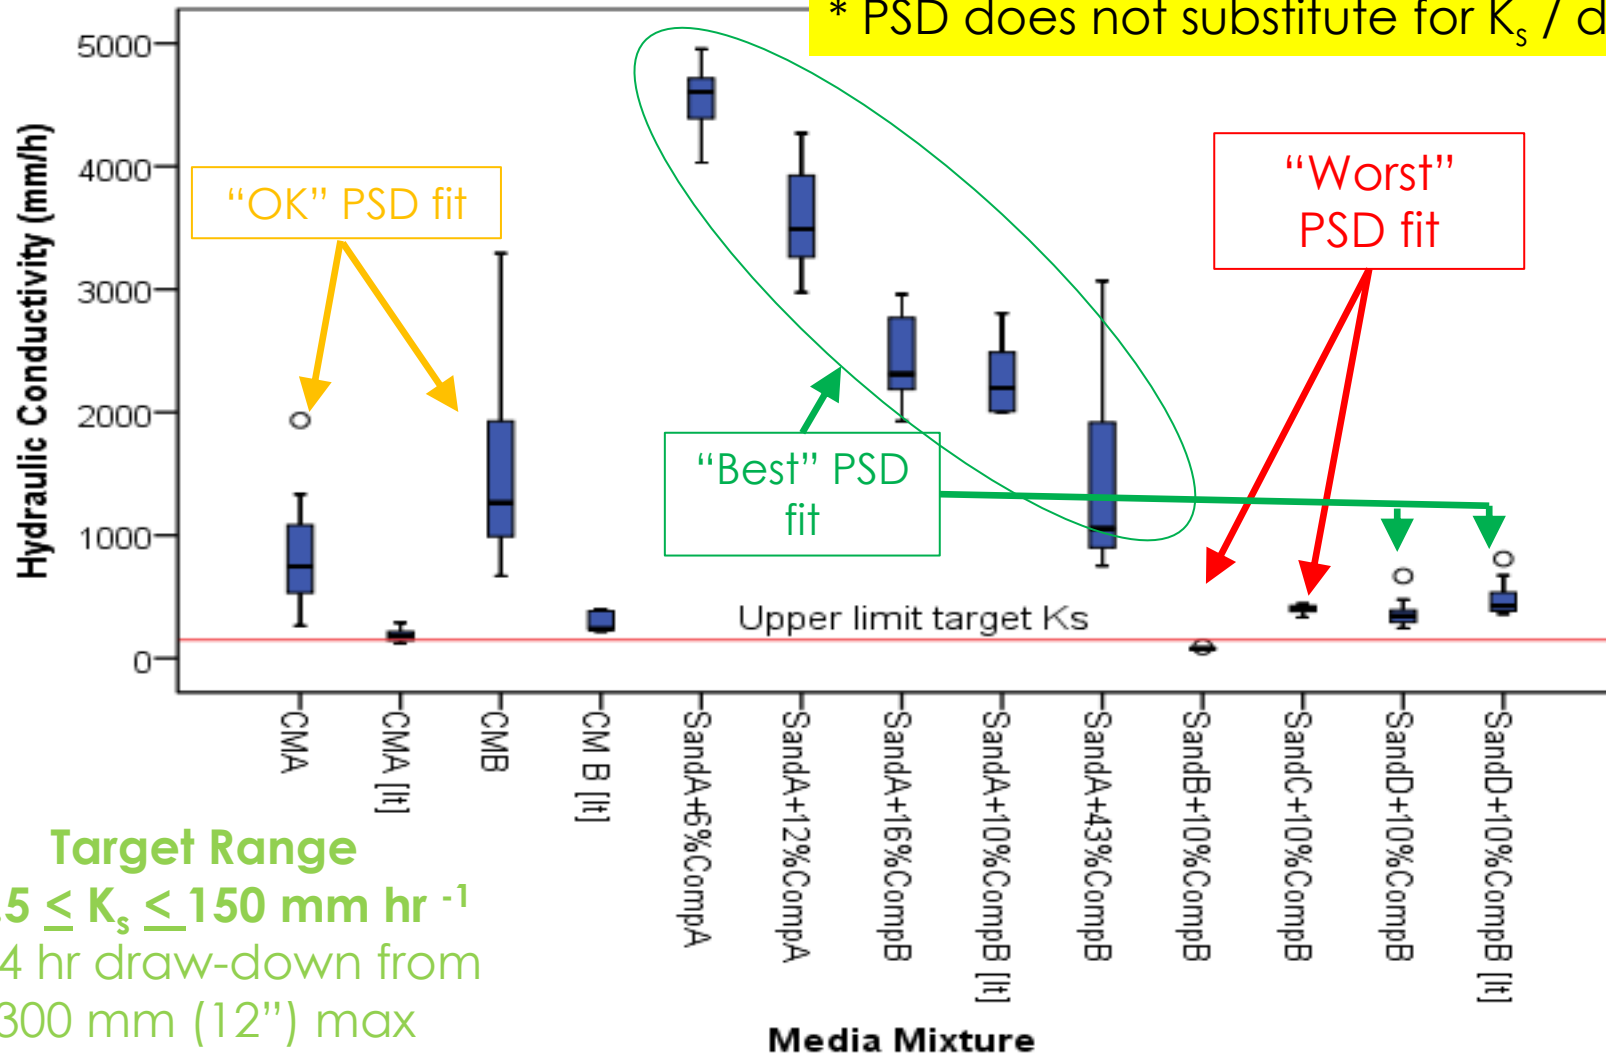 * PSD does not substitute for Ks / d
5000
4000
3000
2000
1000
0
Hydraulic Conductivity (mm/h)
“OK” PSD fit
“Worst”
PSD fit
“Best” PSD
fit
Upper limit target Ks
CMA
CMA [lt]
CMB
CM B [lt]
SandA+6%CompA
SandA+12%CompA
SandA+16%CompB
SandA+10%CompB [lt]
SandA+43%CompB
SandB+10%CompB
SandC+10%CompB
SandD+10%CompB
SandD+10%CompB [lt]
Target Range
5 ≤ Ks ≤ 150 mm hr -1
4 hr draw-down from
300 mm (12”) max
Media Mixture